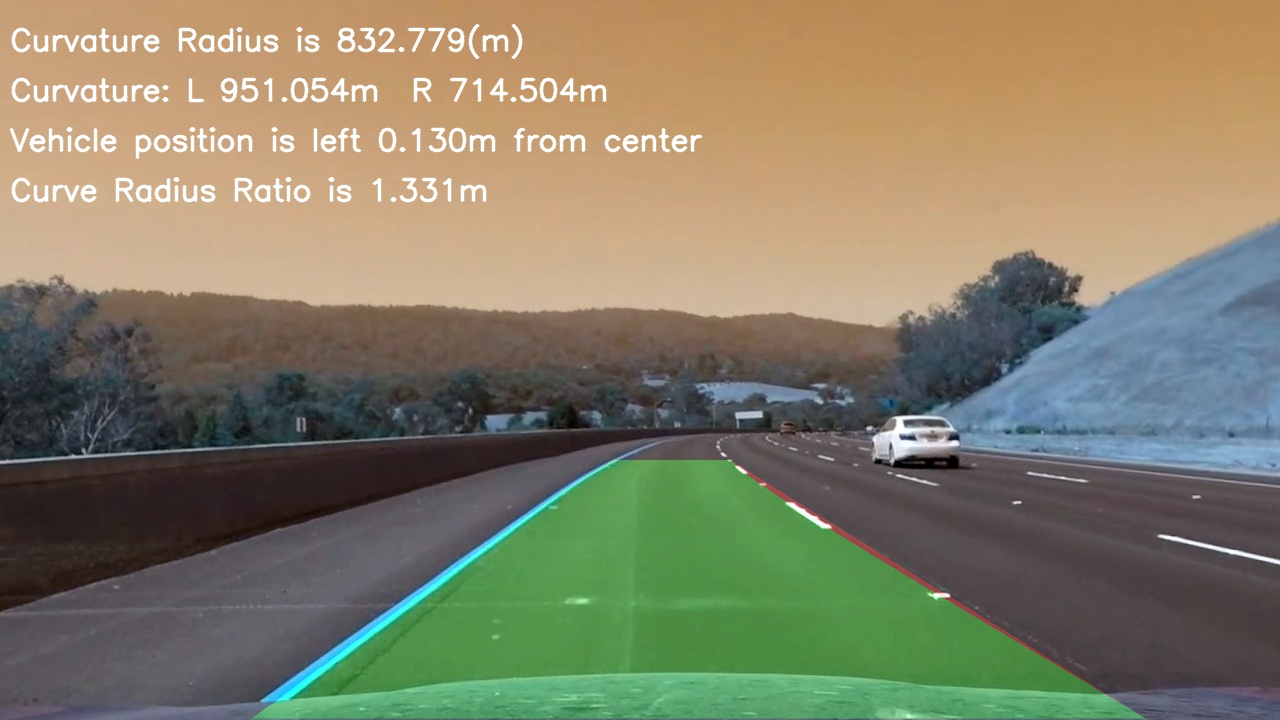 Curvature Radius is 832.779(m)
Curvature: L 951.054m R 714.504m
Vehicle position is left 0.130m from center
Curve Radius Ratio is 1.331m